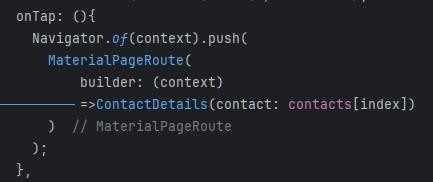 onTap: (){
Navigator.of(context).push(
MaterialPageRoute(
builder: (context)
=>ContactDetails(contact: contacts[index])
) // MaterialPageRoute
);
},